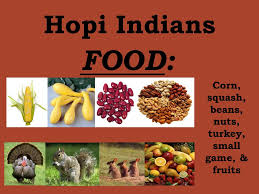 Hopi Indians
FOOD:
Corn,
squash,
beans,
nuts,
turkey,
small
game, &
fruits